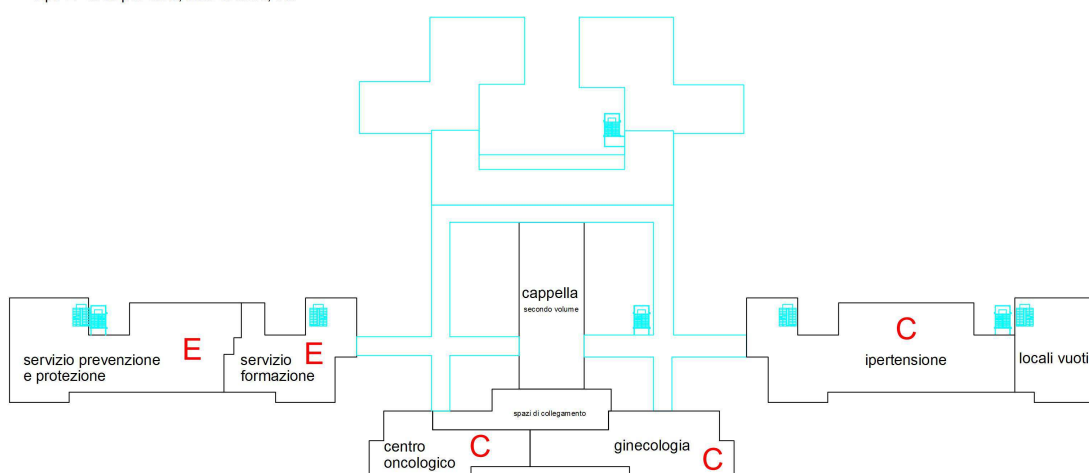 cappella
secondo volume
servizio prevenzione
e protezione
E
servizio
formazione
E
C
ipertensione
locali vuoti
spazi di collegamento
centro
oncologico
C
ginecologia
C